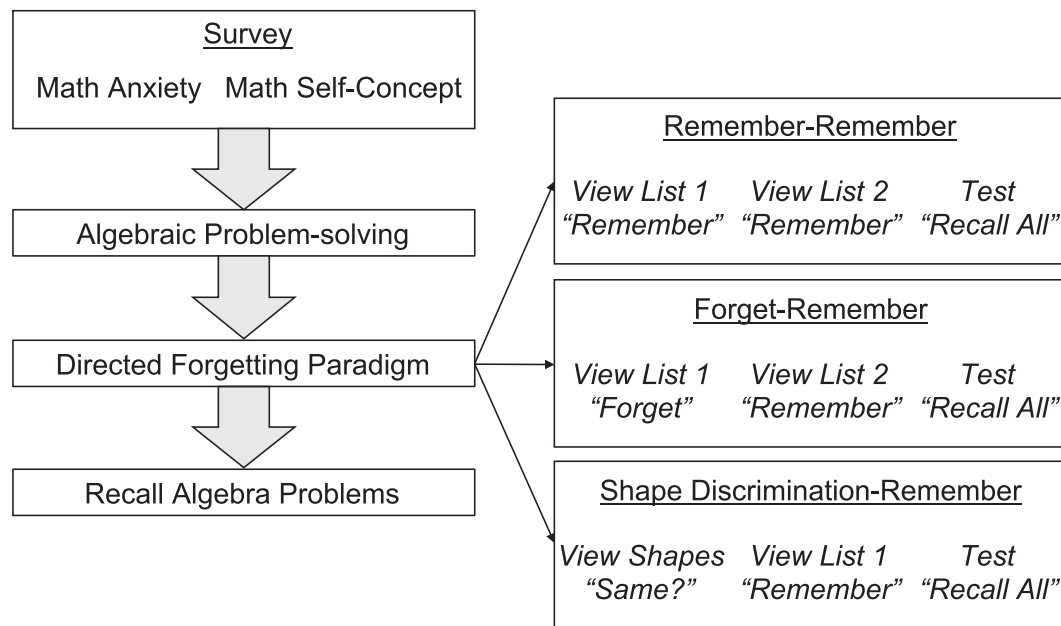 Survey
Math Anxiety Math Self-Concept
Algebraic Problem-solving
Directed Forgetting Paradigm
Recall Algebra Problems
Remember-Remember
View List 1 View List 2 Test
“Remember” “Remember” “Recall All”
Forget-Remember
View List 1 View List 2 Test
“Forget” “Remember” “Recall All”
Shape Discrimination-Remember
View Shapes View List 1 Test
“Same?” “Remember” “Recall All”